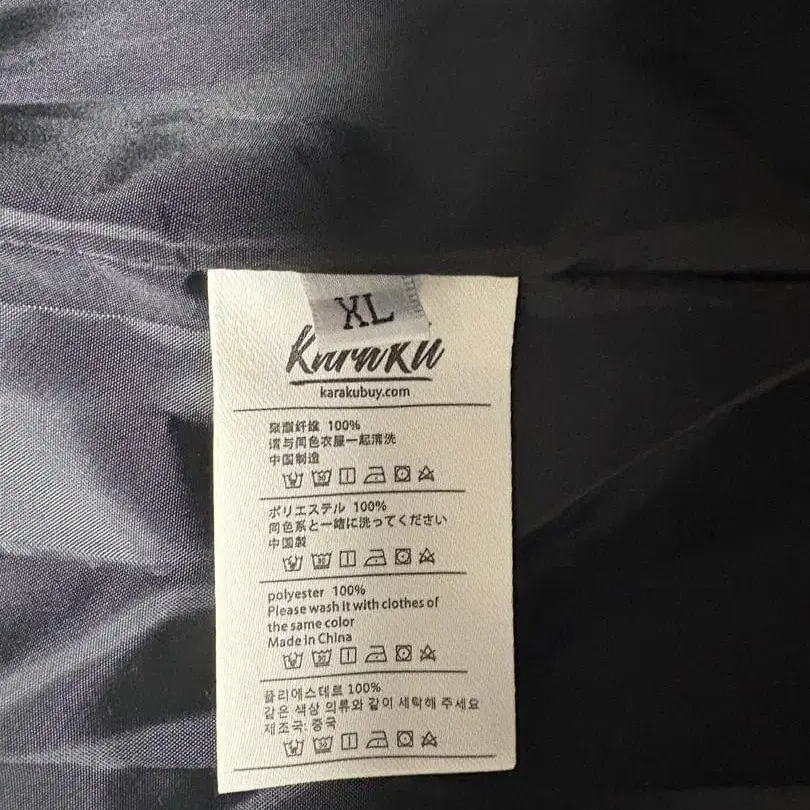 XL
Karaku
karakubuy.com
聚酯纤维 100%
请与同色衣服一起清洗
中国制造
ポリエステル 100%
同色系と一緒に洗ってください
中国製
polyester 100%
Please wash it with clothes of
the same color
Made in China
폴리에스테르 100%
같은 색상 의류와 같이 세탁해 주세요
제조국: 중국